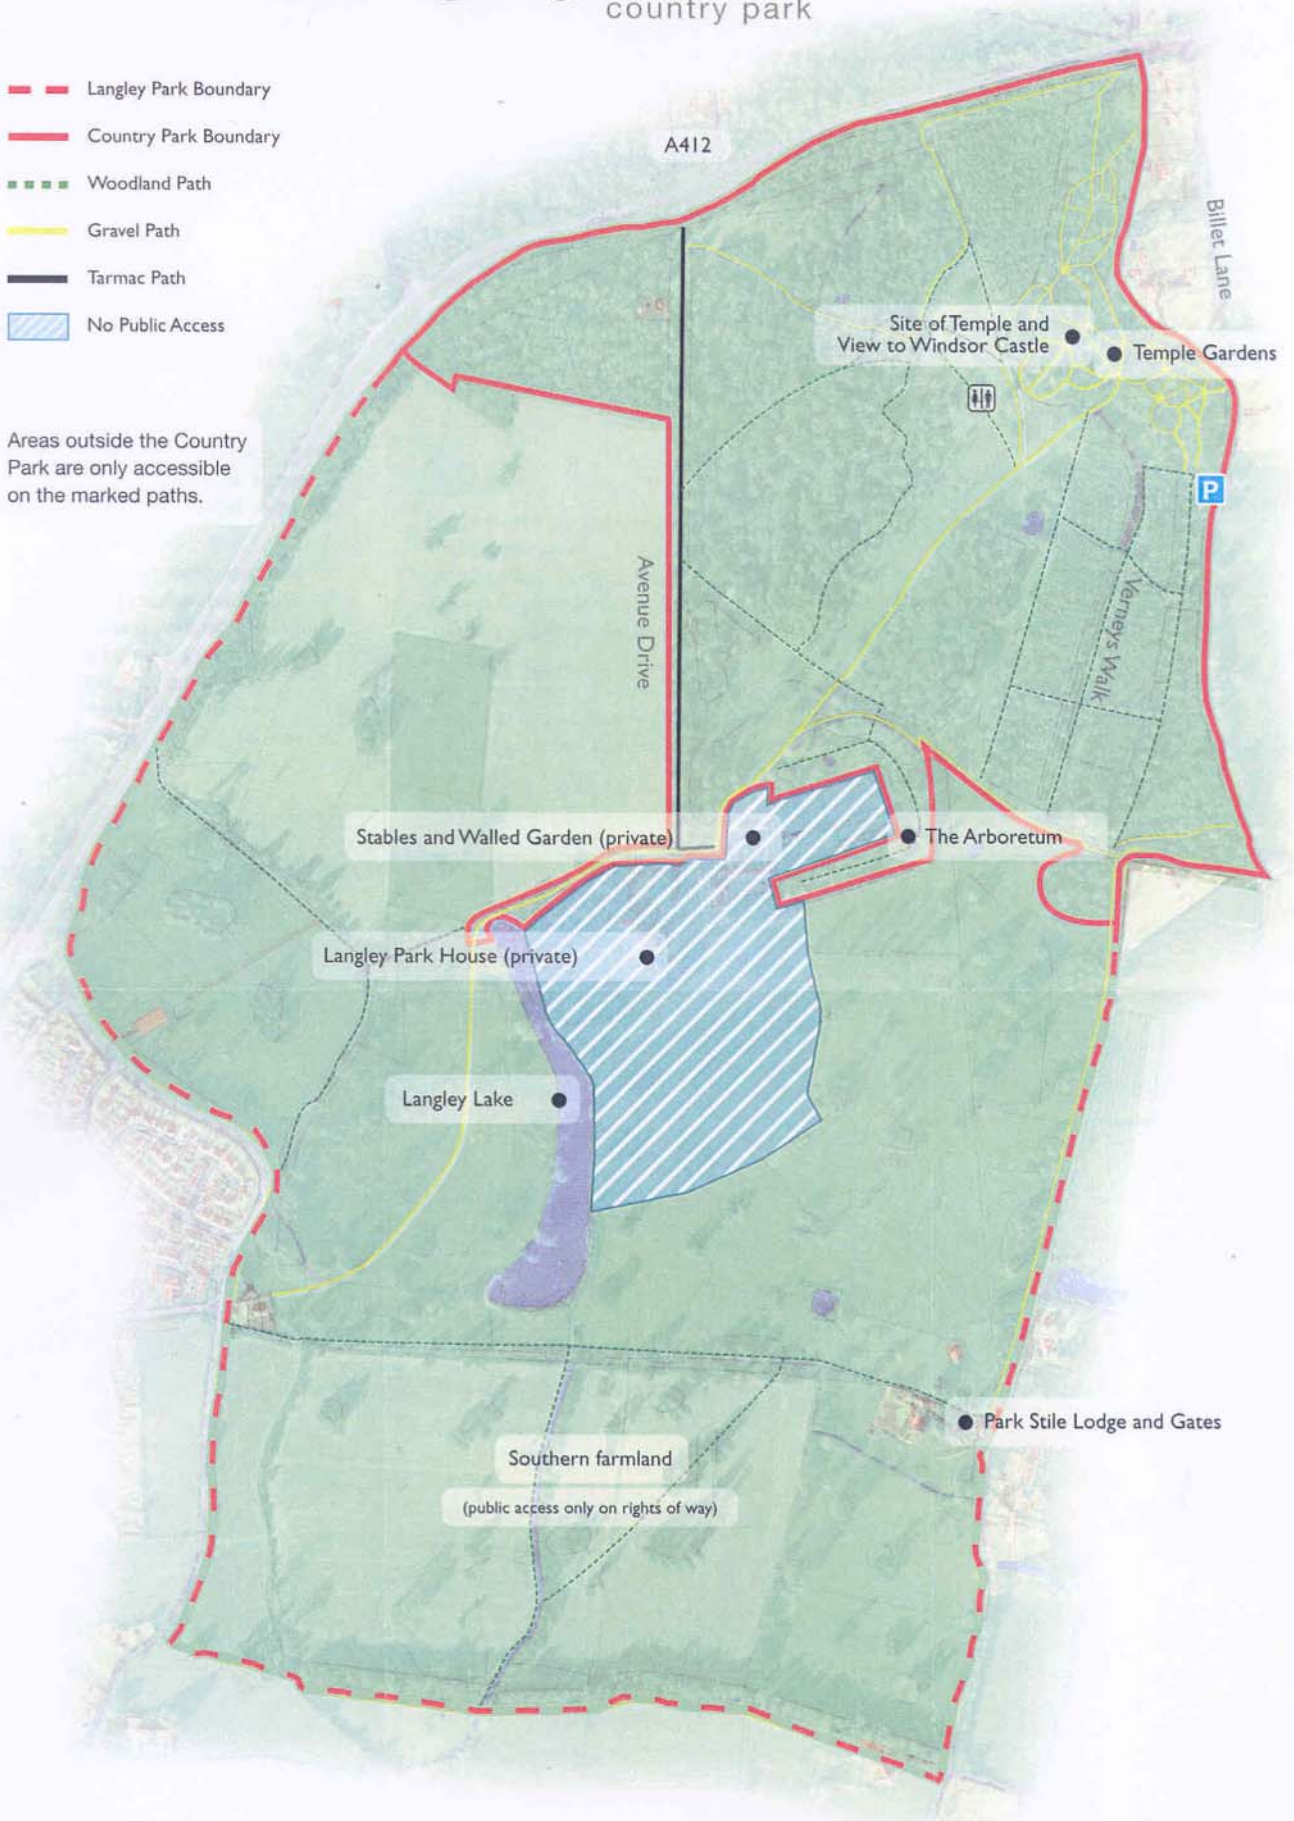 country park
Langley Park Boundary
Country Park Boundary
Woodland Path
Gravel Path
Tarmac Path
No Public Access
Areas outside the Country
Park are only accessible
on the marked paths.
A412
Billet Lane
Site of Temple and
View to Windsor Castle
Temple Gardens
P
Avenue Drive
Verneys Walk
Stables and Walled Garden (private)
The Arboretum
Langley Park House (private)
Langley Lake
Park Stile Lodge and Gates
Southern farmland
(public access only on rights of way)